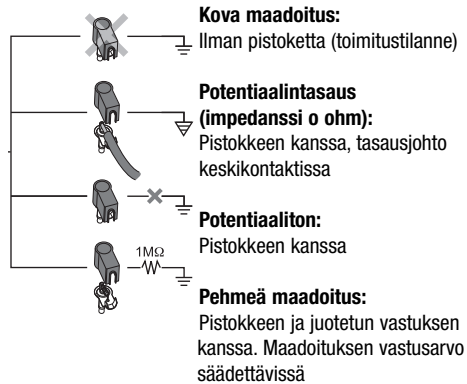 Kova maadoitus:
Ilman pistoketta (toimitustilanne)
Potentiaalintasaus
(impedanssi o ohm):
Pistokkeen kanssa, tasausjohto
keskikontaktissa
Potentiaaliton:
Pistokkeen kanssa
1MΩ
Pehmeä maadoitus:
Pistokkeen ja juotetun vastuksen
kanssa. Maadoituksen vastusarvo
säädettävissä